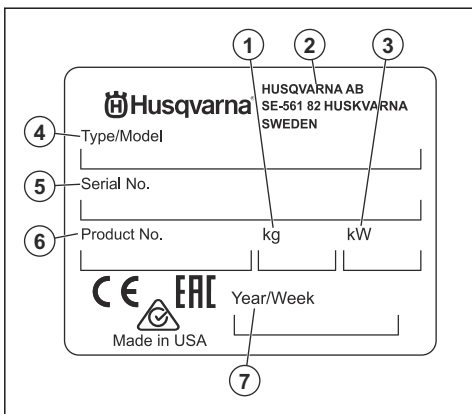 1 2 3
HUSQVARNA AB
Husqvarna® SE-561 82 HUSKVARNA
SWEDEN
4 Type/Model
5 Serial No.
6 Product No. kg kW
CE EAC Year/Week
Made in USA
7